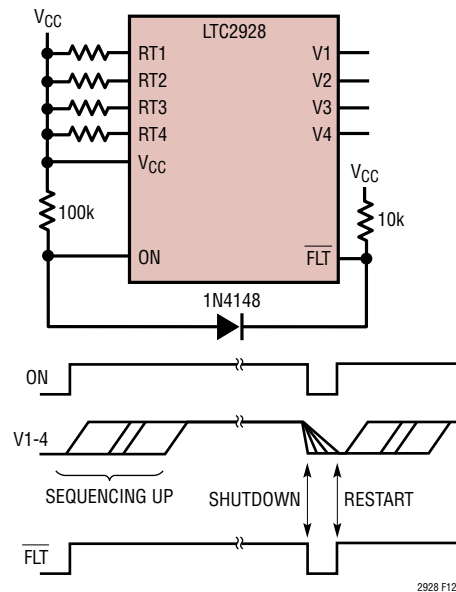 VCC
LTC2928
RT1
RT2
RT3
RT4
VCC
ON
V1
V2
V3
V4
VCC
FLT
100k
10k
1N4148
ON
V1-4
SEQUENCING UP
SHUTDOWN
RESTART
FLT
2928 F12